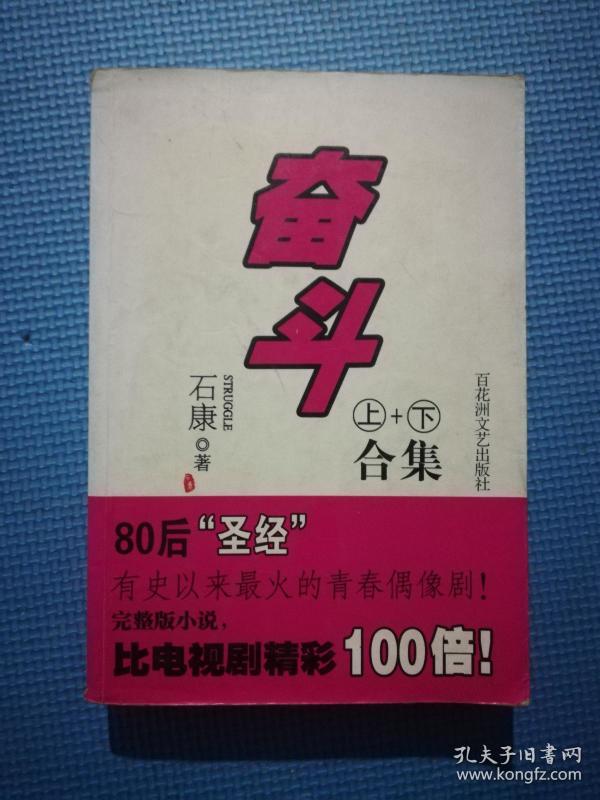 奋斗
STRUGGLE
石康◎著
上+下
合集
百花洲文艺出版社
80后“圣经”
有史以来最火的青春偶像剧!
完整版小说,
比电视剧精彩100倍!
孔夫子旧书网
www.kongfz.com